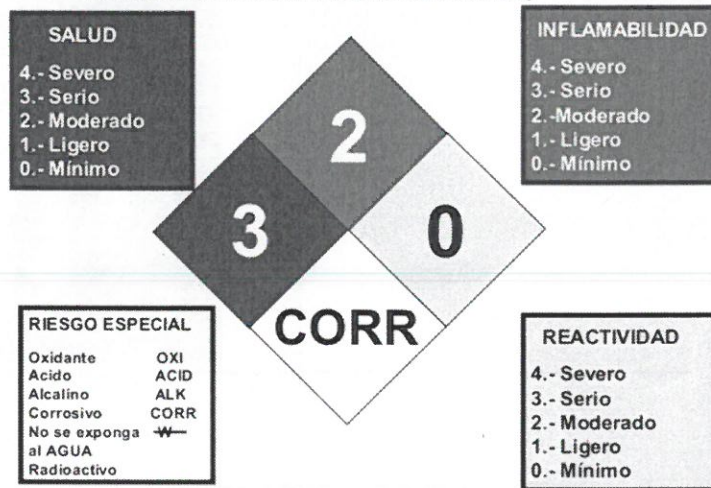 SALUD
4.- Severo
3.- Serio
2.- Moderado
1.- Ligero
0.- Mínimo
INFLAMABILIDAD
4.- Severo
3.- Serio
2.-Moderado
1.- Ligero
0.- Mínimo
2
3
0
CORR
RIESGO ESPECIAL
Oxidante OXI
Acido ACID
Alcalino ALK
Corrosivo CORR
No se exponga W
al AGUA
Radioactivo
REACTIVIDAD
4.- Severo
3.- Serio
2.- Moderado
1.- Ligero
0.- Mínimo